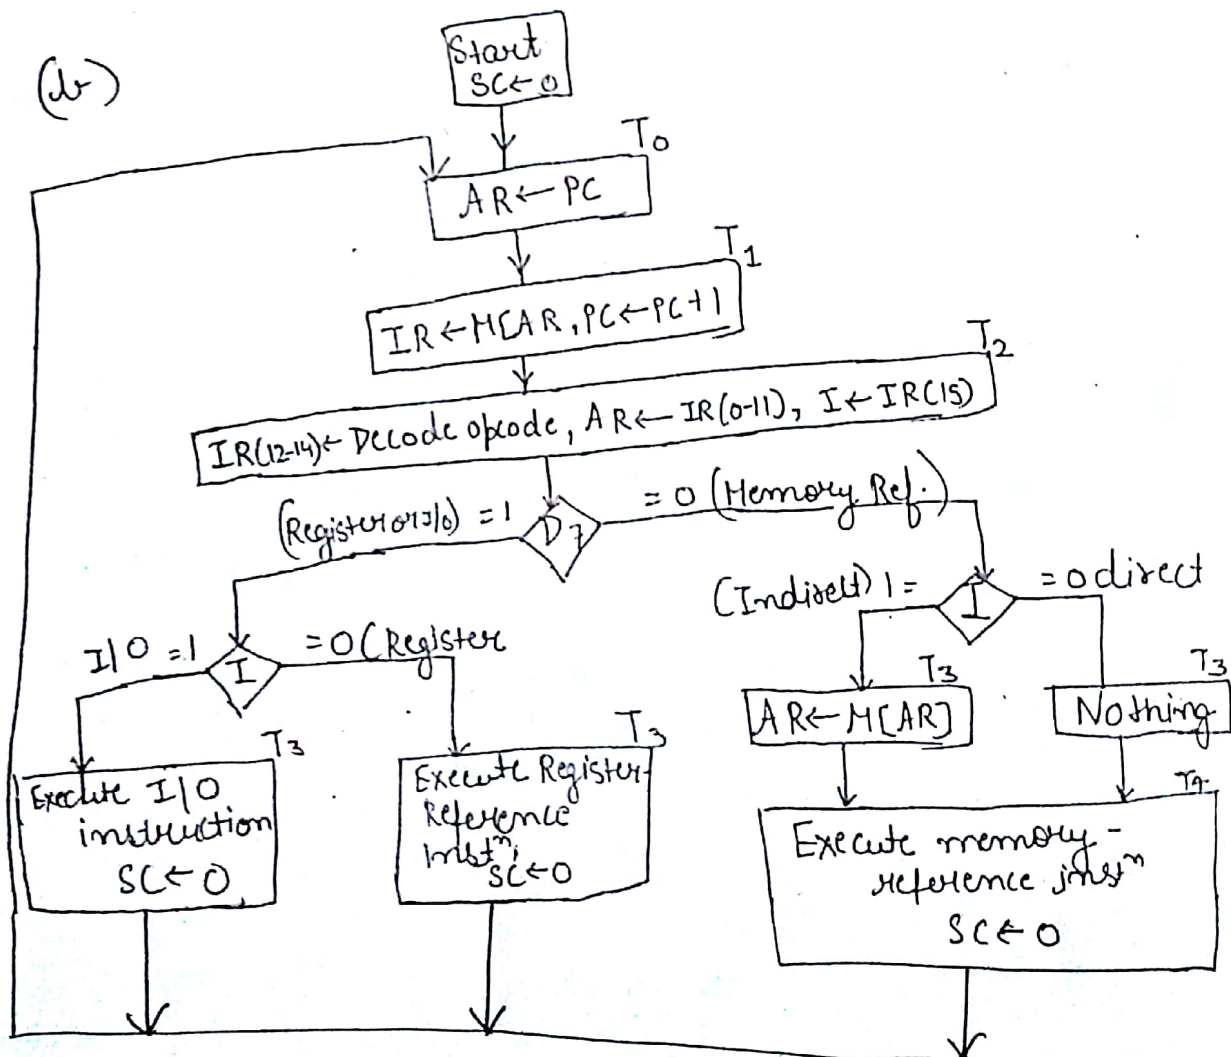 (b)
Start
SC ← 0
T0
AR ← PC
T1
IR ← M[AR, PC ← PC+1
T2
IR(12-14) ← Decode opcode, AR ← IR(0-11), I ← IR(15)
(Register or I/O) = 1
D7
= 0 (Memory Ref.)
(Indirect) 1 =
I
= 0 direct
I/O = 1
I
= 0 (Register
T3
AR ← M[AR]
T3
Nothing
T3
Execute I/O
instruction
SC ← 0
T3
Execute Register-
Reference
instⁿ,
SC ← 0
T4
Execute memory-
reference instⁿ
SC ← 0